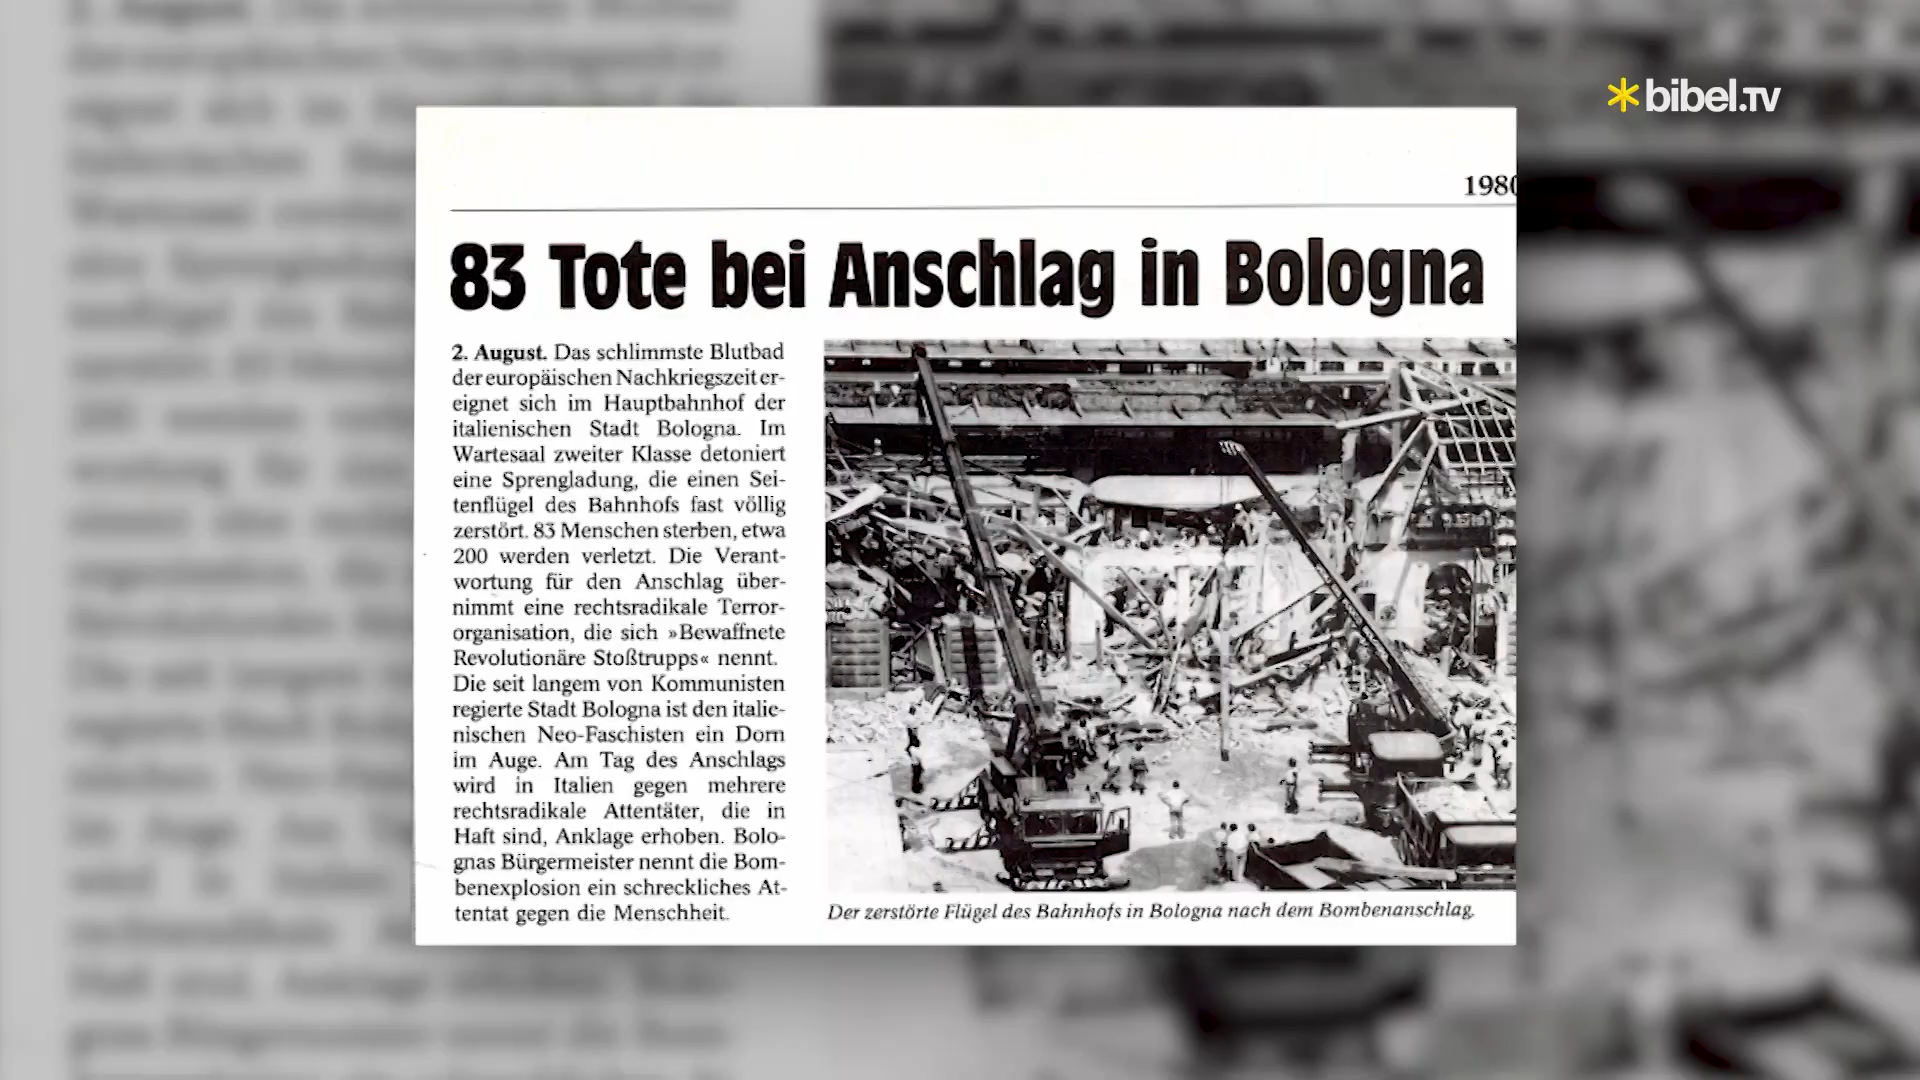 bibel.TV
1980
83 Tote bei Anschlag in Bologna
2. August. Das schlimmste Blutbad
der europäischen Nachkriegszeit er-
eignet sich im Hauptbahnhof der
italienischen Stadt Bologna. Im
Wartesaal zweiter Klasse detoniert
eine Sprengladung, die einen Sei-
tenflügel des Bahnhofs fast völlig
zerstört. 83 Menschen sterben, etwa
200 werden verletzt. Die Verant-
wortung für den Anschlag über-
nimmt eine rechtsradikale Terror-
organisation, die sich »Bewaffnete
Revolutionäre Stoßtrupps« nennt.
Die seit langem von Kommunisten
regierte Stadt Bologna ist den italie-
nischen Neo-Faschisten ein Dorn
im Auge. Am Tag des Anschlags
wird in Italien gegen mehrere
rechtsradikale Attentäter, die in
Haft sind, Anklage erhoben. Bolo-
gnas Bürgermeister nennt die Bom-
benexplosion ein schreckliches At-
tentat gegen die Menschheit.
Der zerstörte Flügel des Bahnhofs in Bologna nach dem Bombenanschlag.